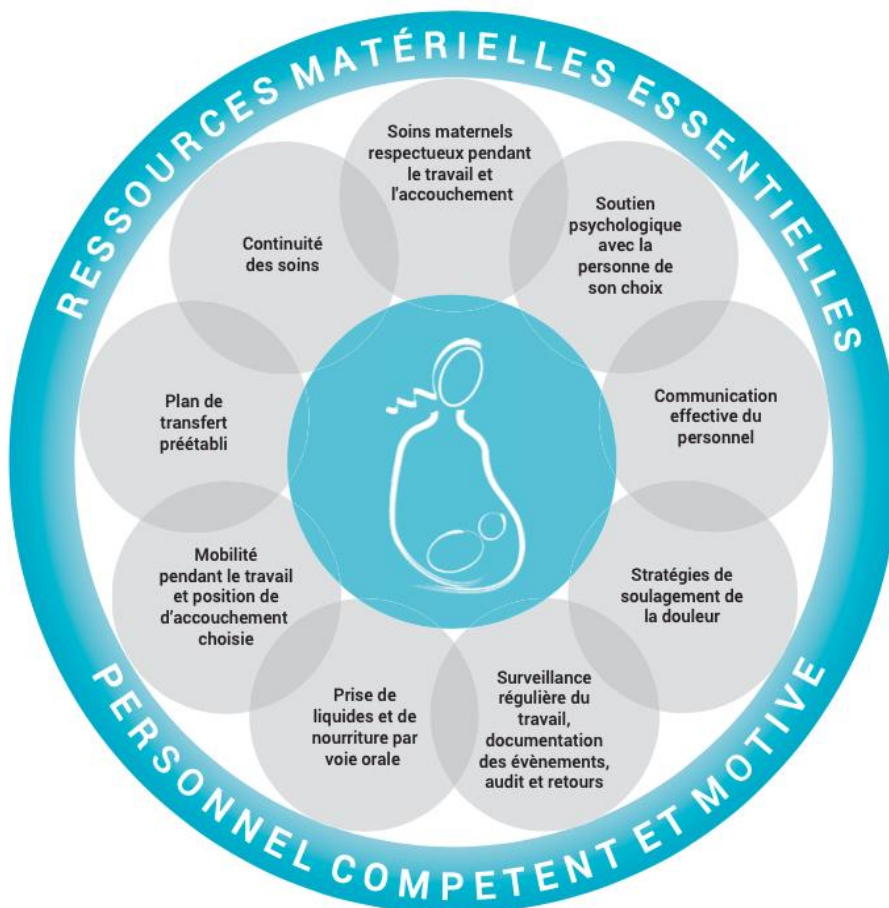 RESSOURCES MATÉRIELLES ESSENTIELLES
Soins maternels
respectueux pendant
le travail et
l'accouchement
Soutien
psychologique
avec la
personne de
son choix
Communication
effective du
personnel
Stratégies de
soulagement de
la douleur
Surveillance
régulière du
travail,
documentation
des évènements,
audit et retours
Prise de
liquides et de
nourriture par
voie orale
Mobilité
pendant le travail
et position de
d'accouchement
choisie
Plan de
transfert
préétabli
Continuité
des soins
PERSONNEL COMPETENT ET MOTIVE